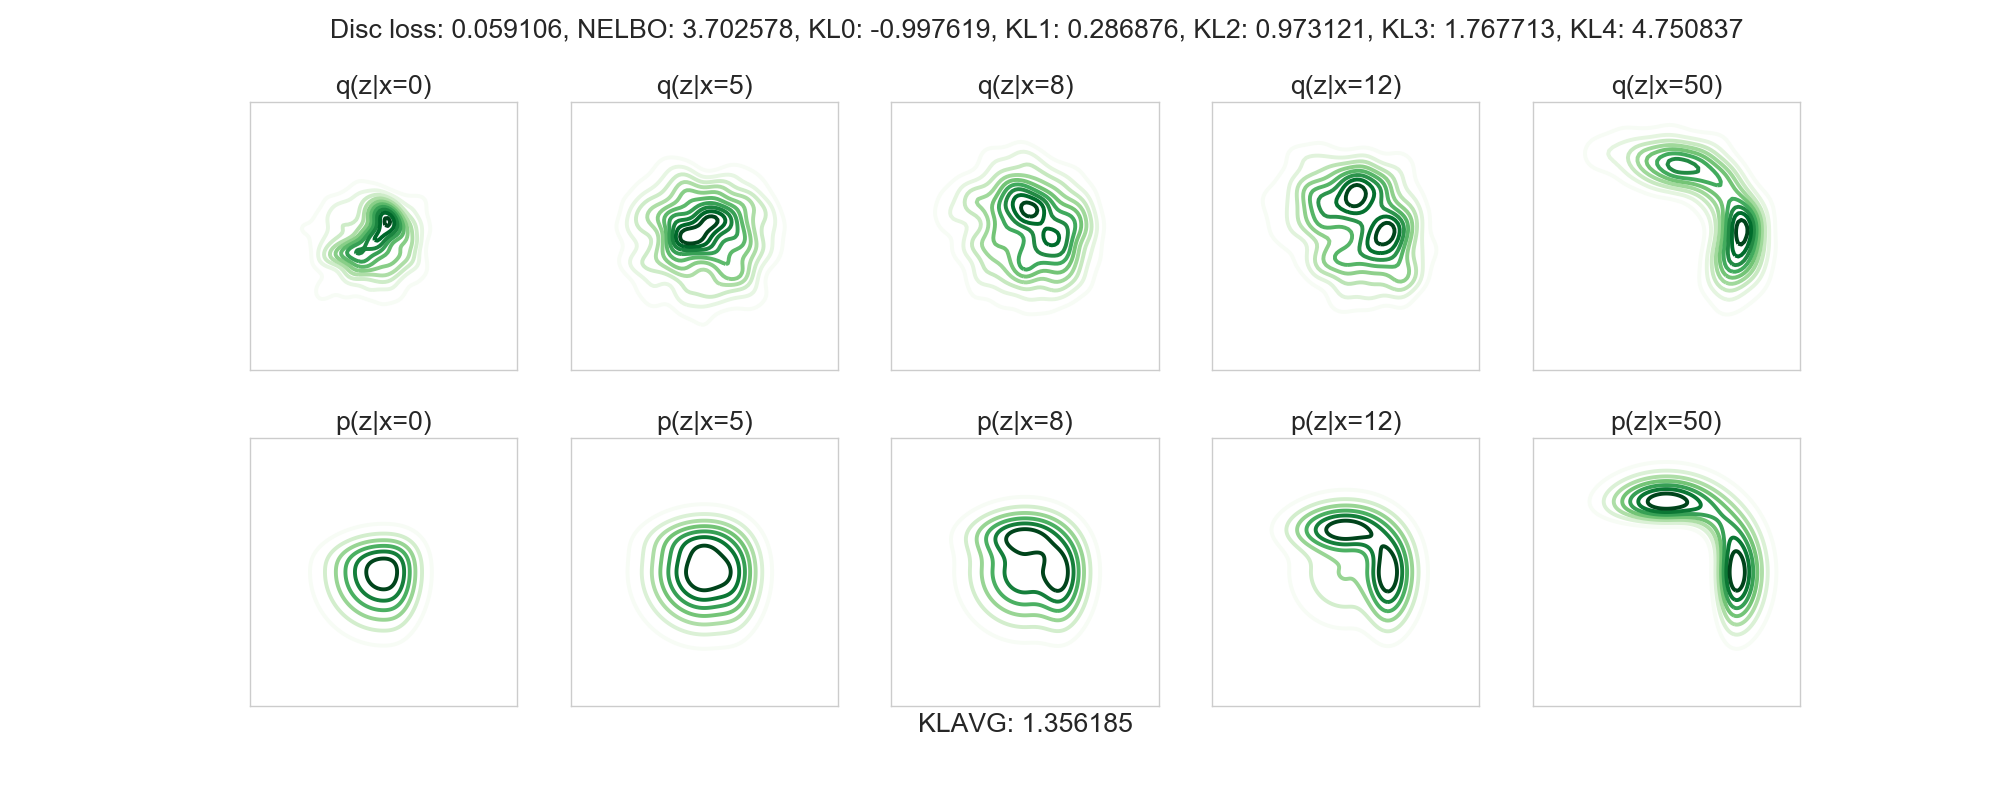 Disc loss: 0.059106, NELBO: 3.702578, KL0: -0.997619, KL1: 0.286876, KL2: 0.973121, KL3: 1.767713, KL4: 4.750837
q(z|x=0) q(z|x=5) q(z|x=8) q(z|x=12) q(z|x=50)
p(z|x=0) p(z|x=5) p(z|x=8) p(z|x=12) p(z|x=50)
KLAVG: 1.356185